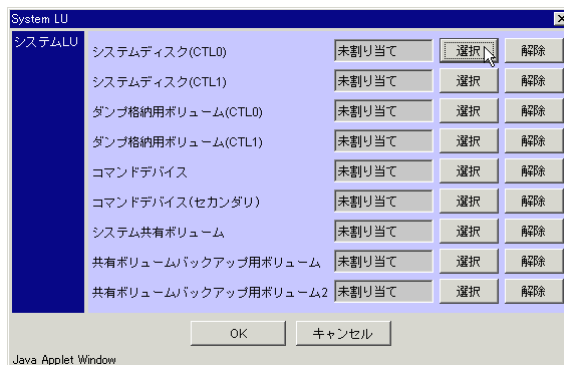 System LU
システムLU
システムディスク(CTL0) 未割り当て 選択 解除
システムディスク(CTL1) 未割り当て 選択 解除
ダンプ格納用ボリューム(CTL0) 未割り当て 選択 解除
ダンプ格納用ボリューム(CTL1) 未割り当て 選択 解除
コマンドデバイス 未割り当て 選択 解除
コマンドデバイス(セカンダリ) 未割り当て 選択 解除
システム共有ボリューム 未割り当て 選択 解除
共有ボリュームバックアップ用ボリューム 未割り当て 選択 解除
共有ボリュームバックアップ用ボリューム2 未割り当て 選択 解除
OK キャンセル
Java Applet Window